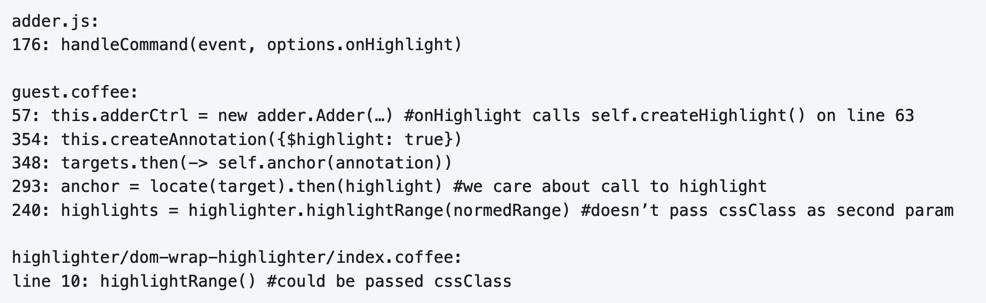 adder.js:
176: handleCommand(event, options.onHighlight)
guest.coffee:
57: this.adderCtrl = new adder.Adder(…) #onHighlight calls self.createHighlight() on line 63
354: this.createAnnotation({$highlight: true})
348: targets.then(-> self.anchor(annotation))
293: anchor = locate(target).then(highlight) #we care about call to highlight
240: highlights = highlighter.highlightRange(normedRange) #doesn’t pass cssClass as second param
highlighter/dom-wrap-highlighter/index.coffee:
line 10: highlightRange() #could be passed cssClass